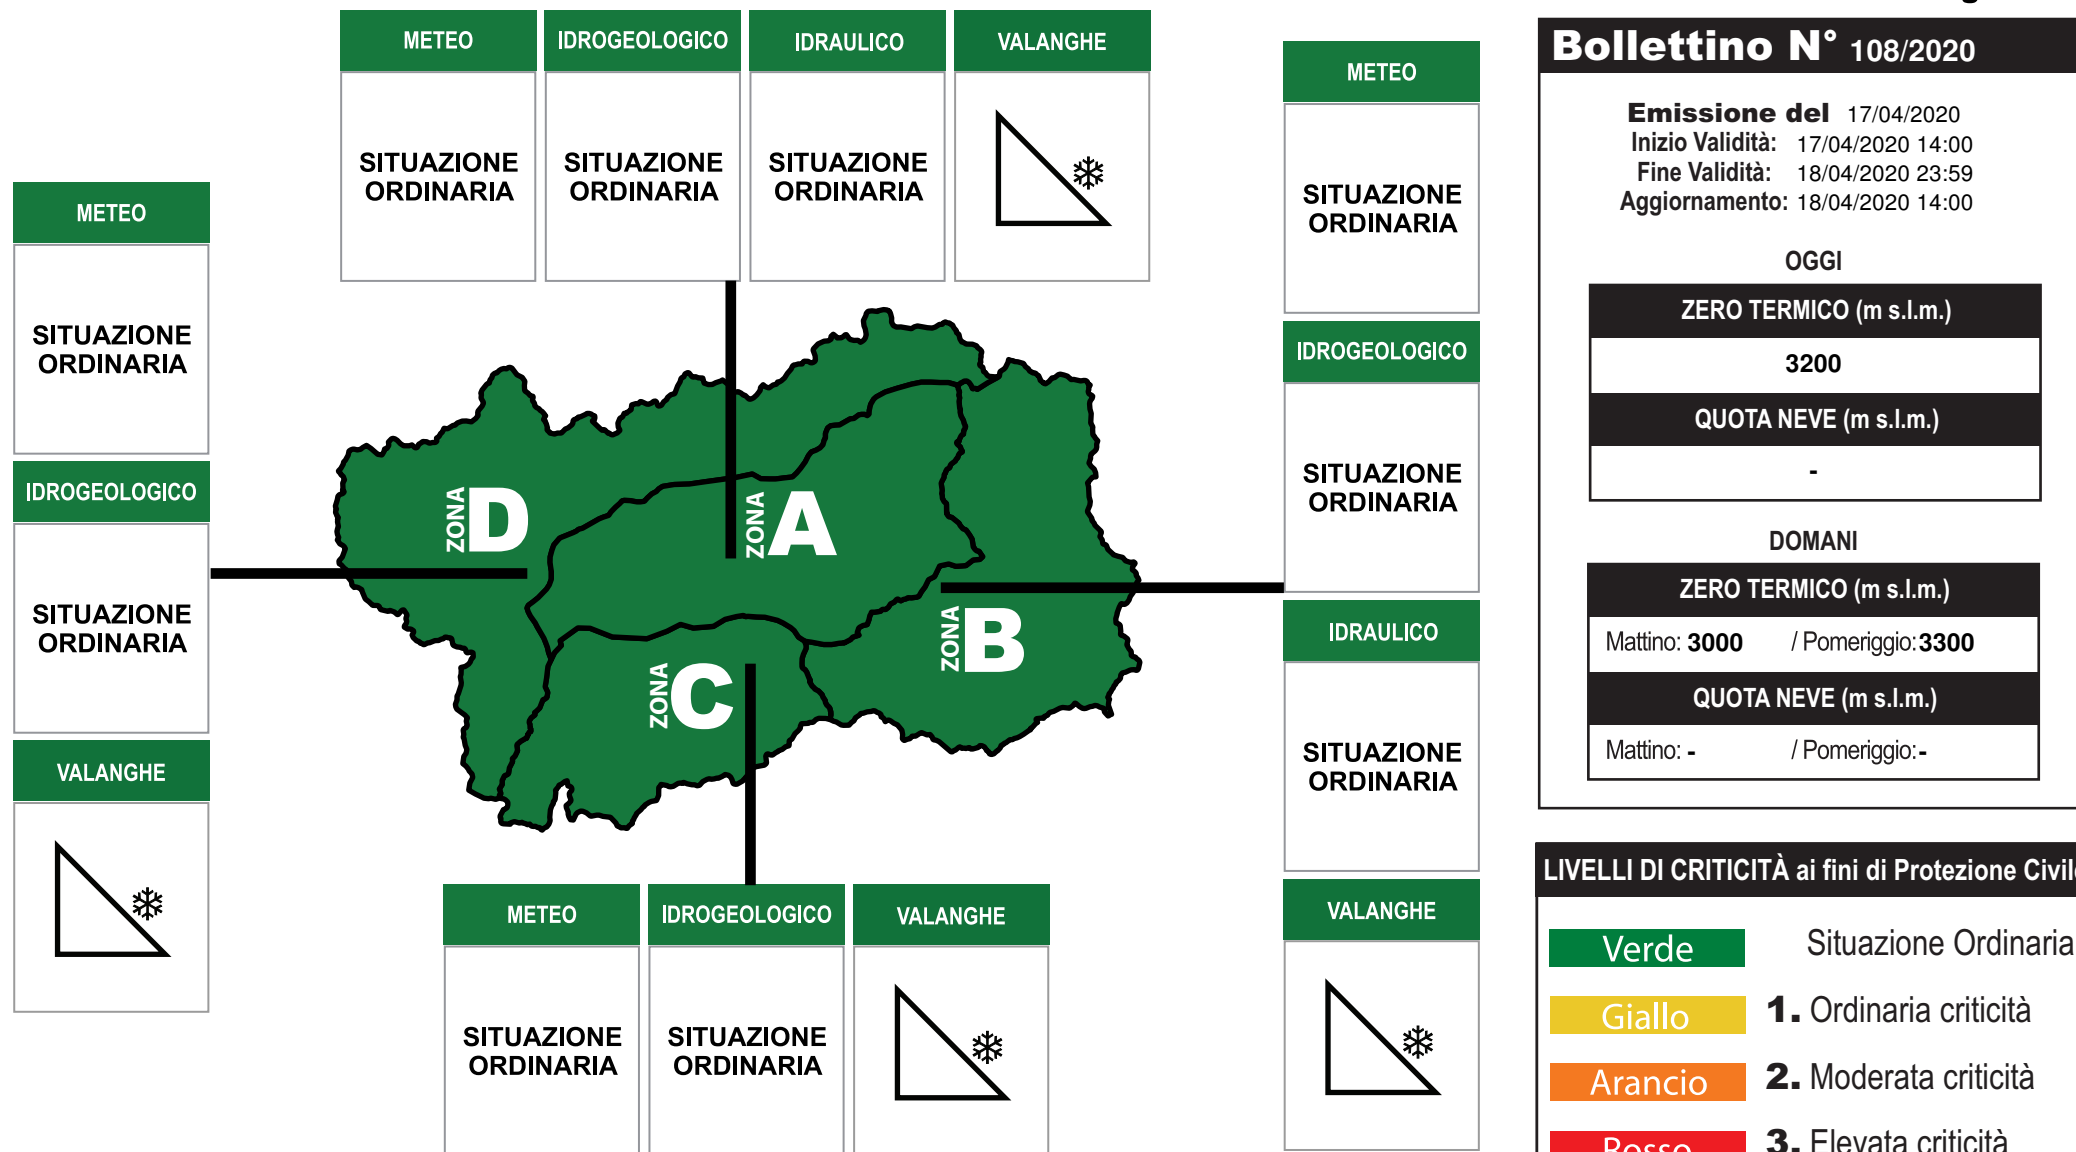 METEO
IDROGEOLOGICO
IDRAULICO
VALANGHE
SITUAZIONE
ORDINARIA
SITUAZIONE
ORDINARIA
SITUAZIONE
ORDINARIA
METEO
SITUAZIONE
ORDINARIA
IDROGEOLOGICO
SITUAZIONE
ORDINARIA
VALANGHE
ZONA D
ZONA A
ZONA B
ZONA C
METEO
SITUAZIONE
ORDINARIA
IDROGEOLOGICO
SITUAZIONE
ORDINARIA
IDRAULICO
SITUAZIONE
ORDINARIA
VALANGHE
METEO
IDROGEOLOGICO
VALANGHE
SITUAZIONE
ORDINARIA
SITUAZIONE
ORDINARIA
Bollettino N° 108/2020
Emissione del 17/04/2020
Inizio Validità: 17/04/2020 14:00
Fine Validità: 18/04/2020 23:59
Aggiornamento: 18/04/2020 14:00
OGGI
ZERO TERMICO (m s.l.m.)
3200
QUOTA NEVE (m s.l.m.)
-
DOMANI
ZERO TERMICO (m s.l.m.)
Mattino: 3000 / Pomeriggio: 3300
QUOTA NEVE (m s.l.m.)
Mattino: - / Pomeriggio: -
LIVELLI DI CRITICITÀ ai fini di Protezione Civile
Verde Situazione Ordinaria
Giallo 1. Ordinaria criticità
Arancio 2. Moderata criticità
Rosso 3. Elevata criticità